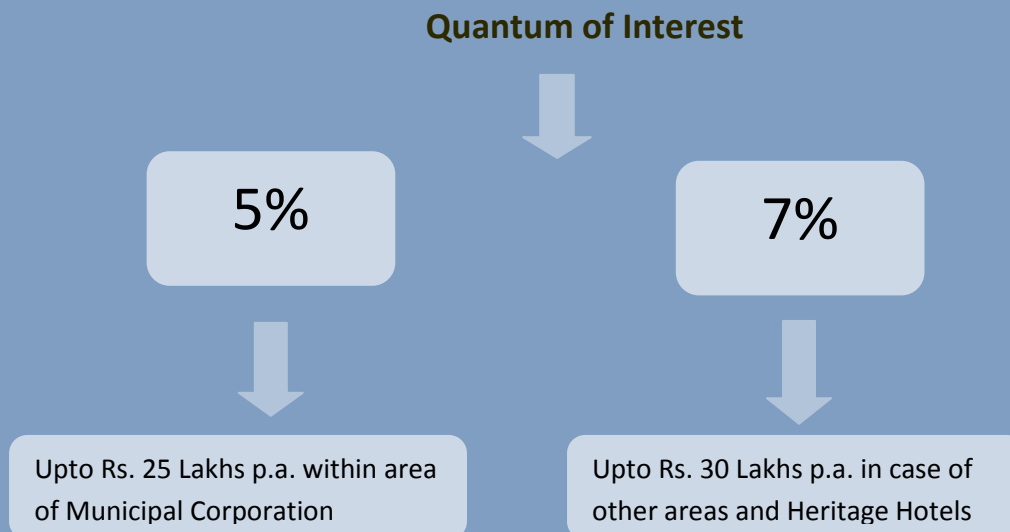 Quantum of Interest
5%
7%
Upto Rs. 25 Lakhs p.a. within area
of Municipal Corporation
Upto Rs. 30 Lakhs p.a. in case of
other areas and Heritage Hotels